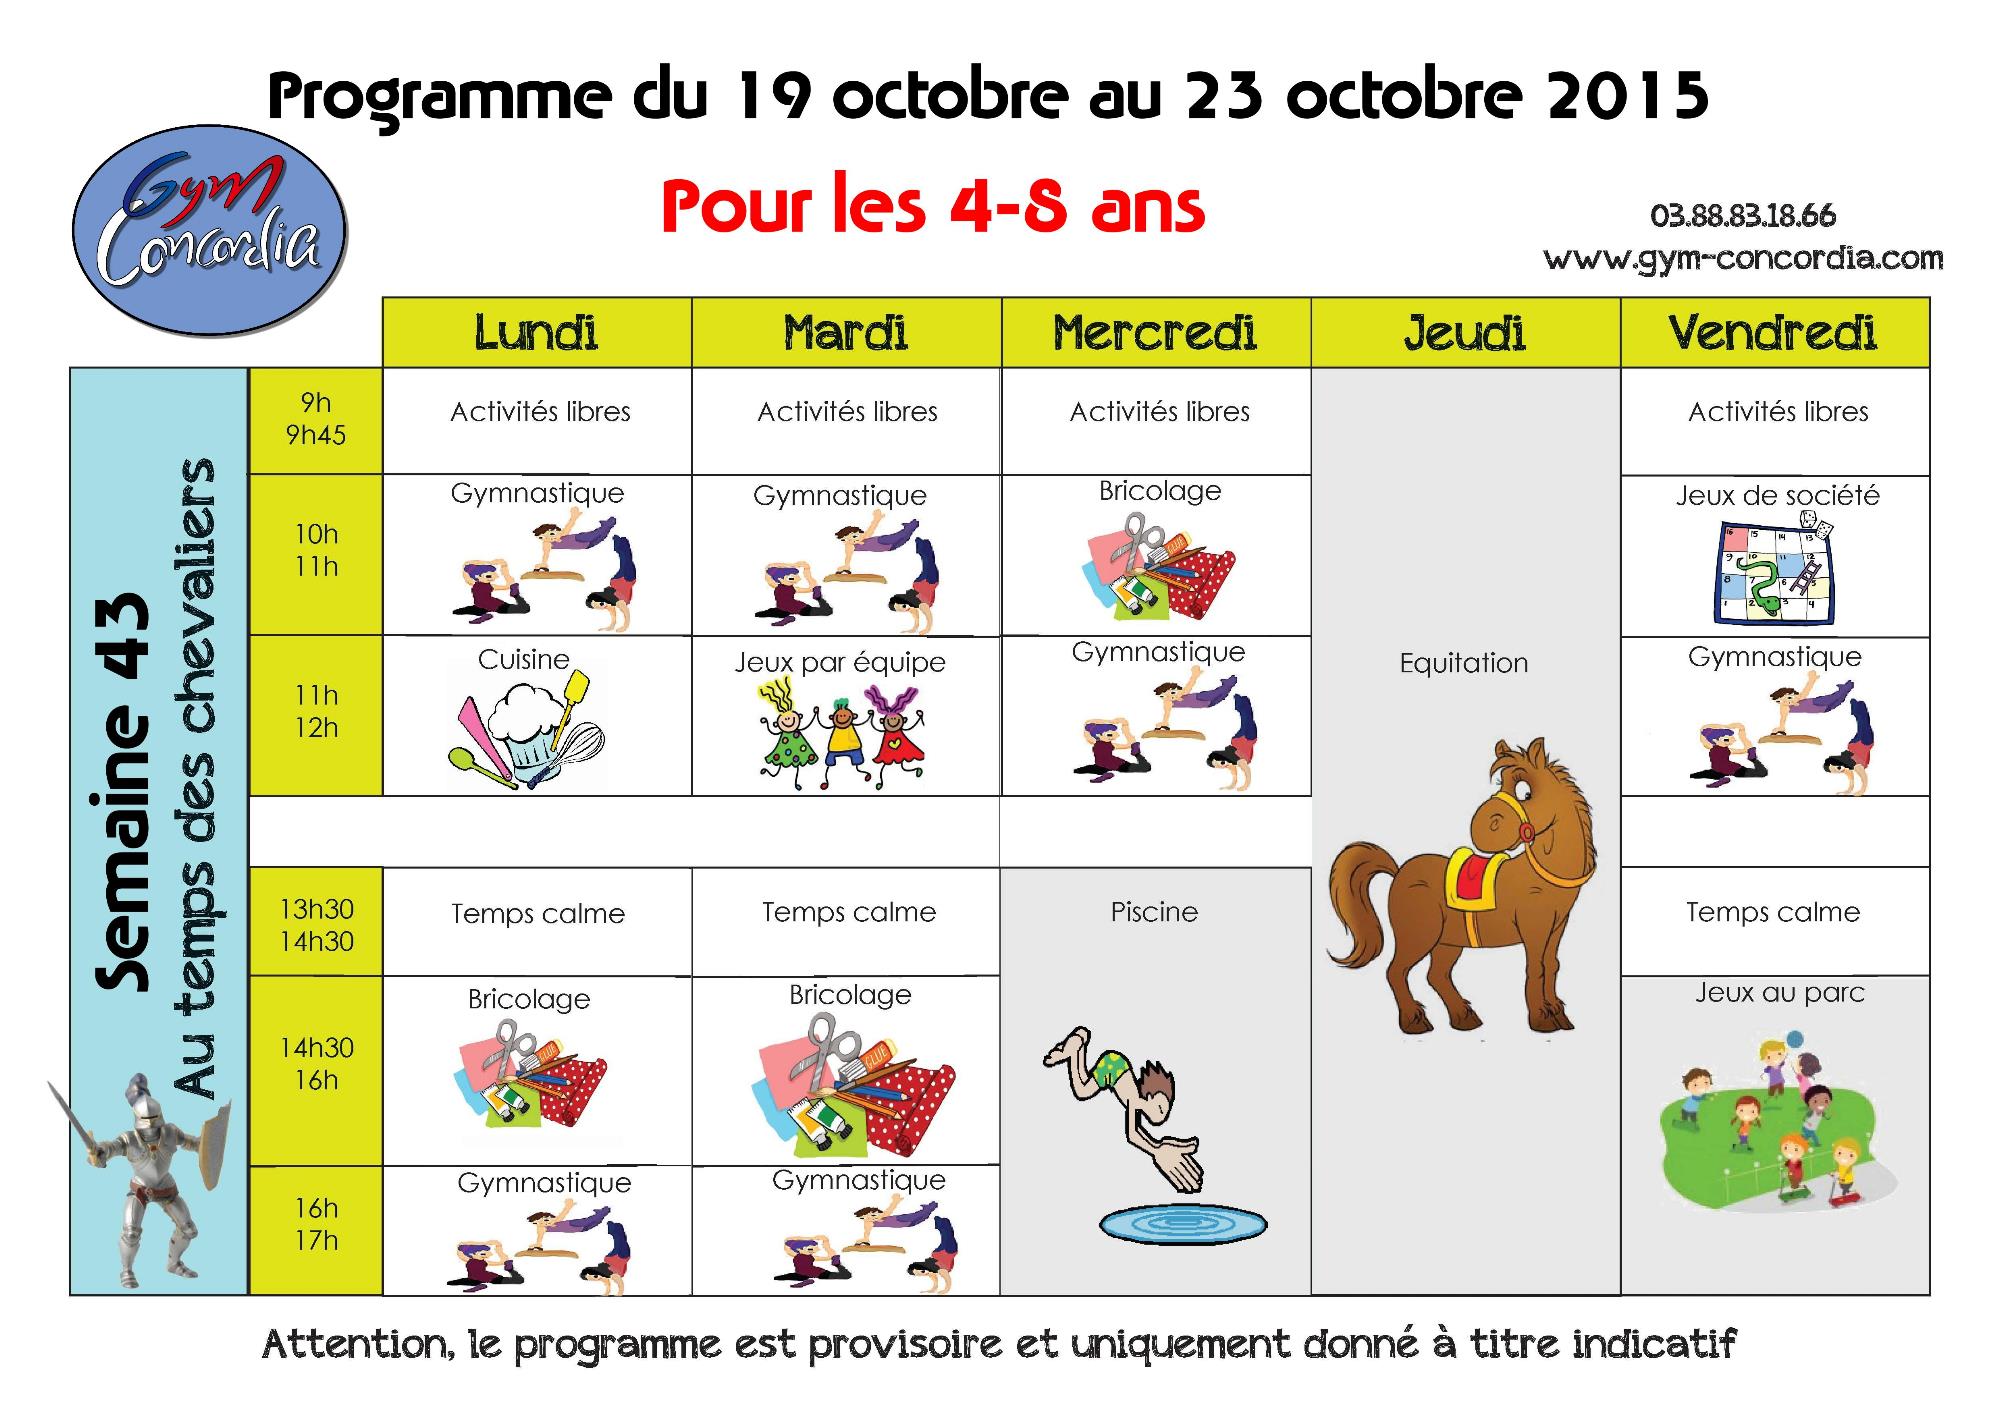 Programme du 19 octobre au 23 octobre 2015
Gym
Concordia
Pour les 4-8 ans
03.88.83.18.66
www.gym-concordia.com
Lundi Mardi Mercredi Jeudi Vendredi
Semaine 43
Au temps des chevaliers
9h
9h45
Activités libres Activités libres Activités libres Activités libres
10h
11h
Gymnastique Gymnastique Bricolage Jeux de société
11h
12h
Cuisine Jeux par équipe Gymnastique Equitation Gymnastique
13h30
14h30
Temps calme Temps calme Piscine Temps calme
14h30
16h
Bricolage Bricolage Jeux au parc
16h
17h
Gymnastique Gymnastique
Attention, le programme est provisoire et uniquement donné à titre indicatif